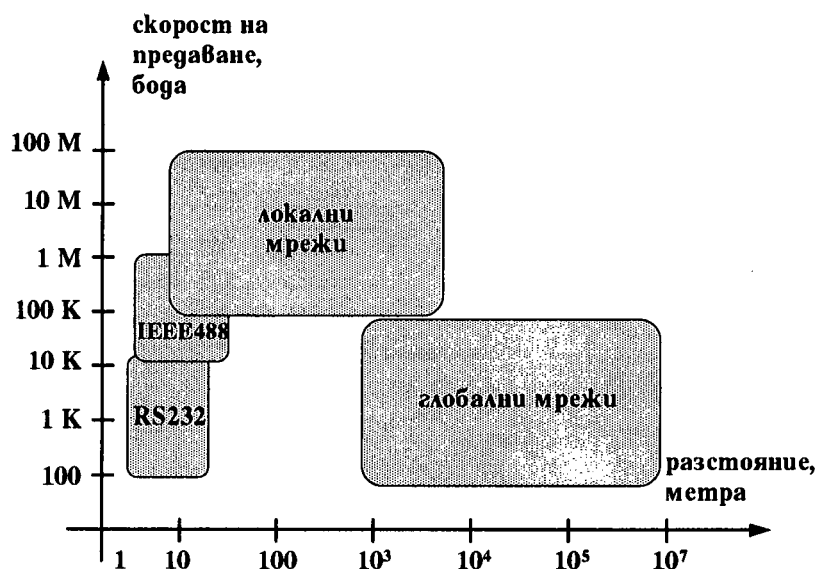 скорост на
предаване,
бода
100 M
10 M
1 M
100 K
10 K
1 K
100
локални
мрежи
IEEE488
RS232
глобални мрежи
разстояние,
метра
1 10 100 10³ 10⁴ 10⁵ 10⁷